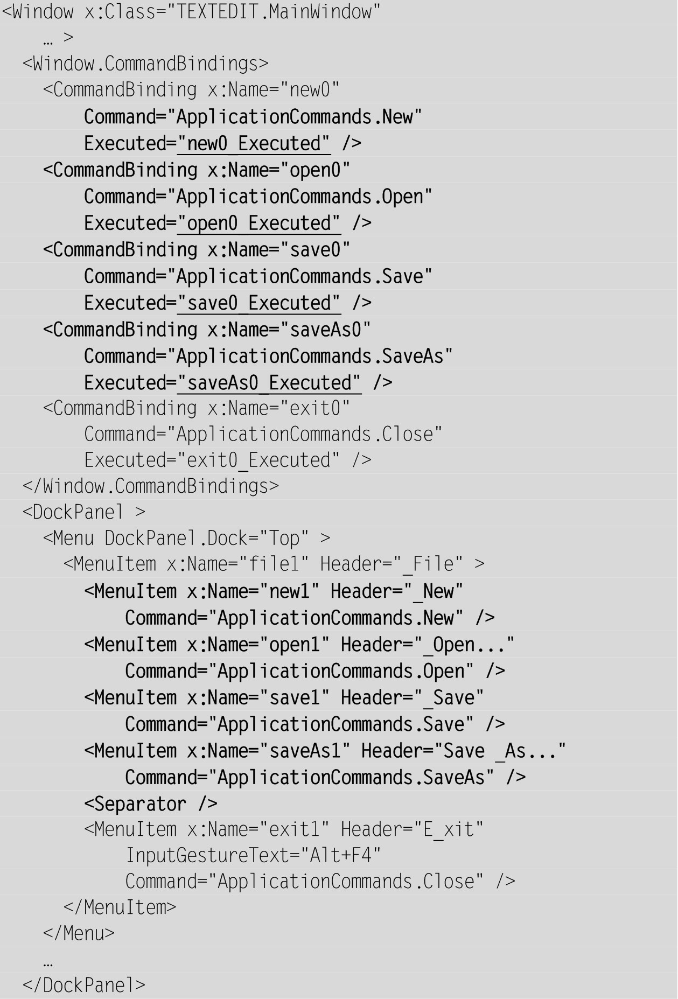 <Window x:Class="TEXTEDIT.MainWindow"
    … >
  <Window.CommandBindings>
    <CommandBinding x:Name="new0"
        Command="ApplicationCommands.New"
        Executed="new0_Executed" />
    <CommandBinding x:Name="open0"
        Command="ApplicationCommands.Open"
        Executed="open0_Executed" />
    <CommandBinding x:Name="save0"
        Command="ApplicationCommands.Save"
        Executed="save0_Executed" />
    <CommandBinding x:Name="saveAs0"
        Command="ApplicationCommands.SaveAs"
        Executed="saveAs0_Executed" />
    <CommandBinding x:Name="exit0"
        Command="ApplicationCommands.Close"
        Executed="exit0_Executed" />
  </Window.CommandBindings>
  <DockPanel >
    <Menu DockPanel.Dock="Top" >
      <MenuItem x:Name="file1" Header="_File" >
        <MenuItem x:Name="new1" Header="_New"
            Command="ApplicationCommands.New" />
        <MenuItem x:Name="open1" Header="_Open..."
            Command="ApplicationCommands.Open" />
        <MenuItem x:Name="save1" Header="_Save"
            Command="ApplicationCommands.Save" />
        <MenuItem x:Name="saveAs1" Header="Save _As..."
            Command="ApplicationCommands.SaveAs" />
        <Separator />
        <MenuItem x:Name="exit1" Header="E_xit"
            InputGestureText="Alt+F4"
            Command="ApplicationCommands.Close" />
      </MenuItem>
    </Menu>
    …
  </DockPanel>